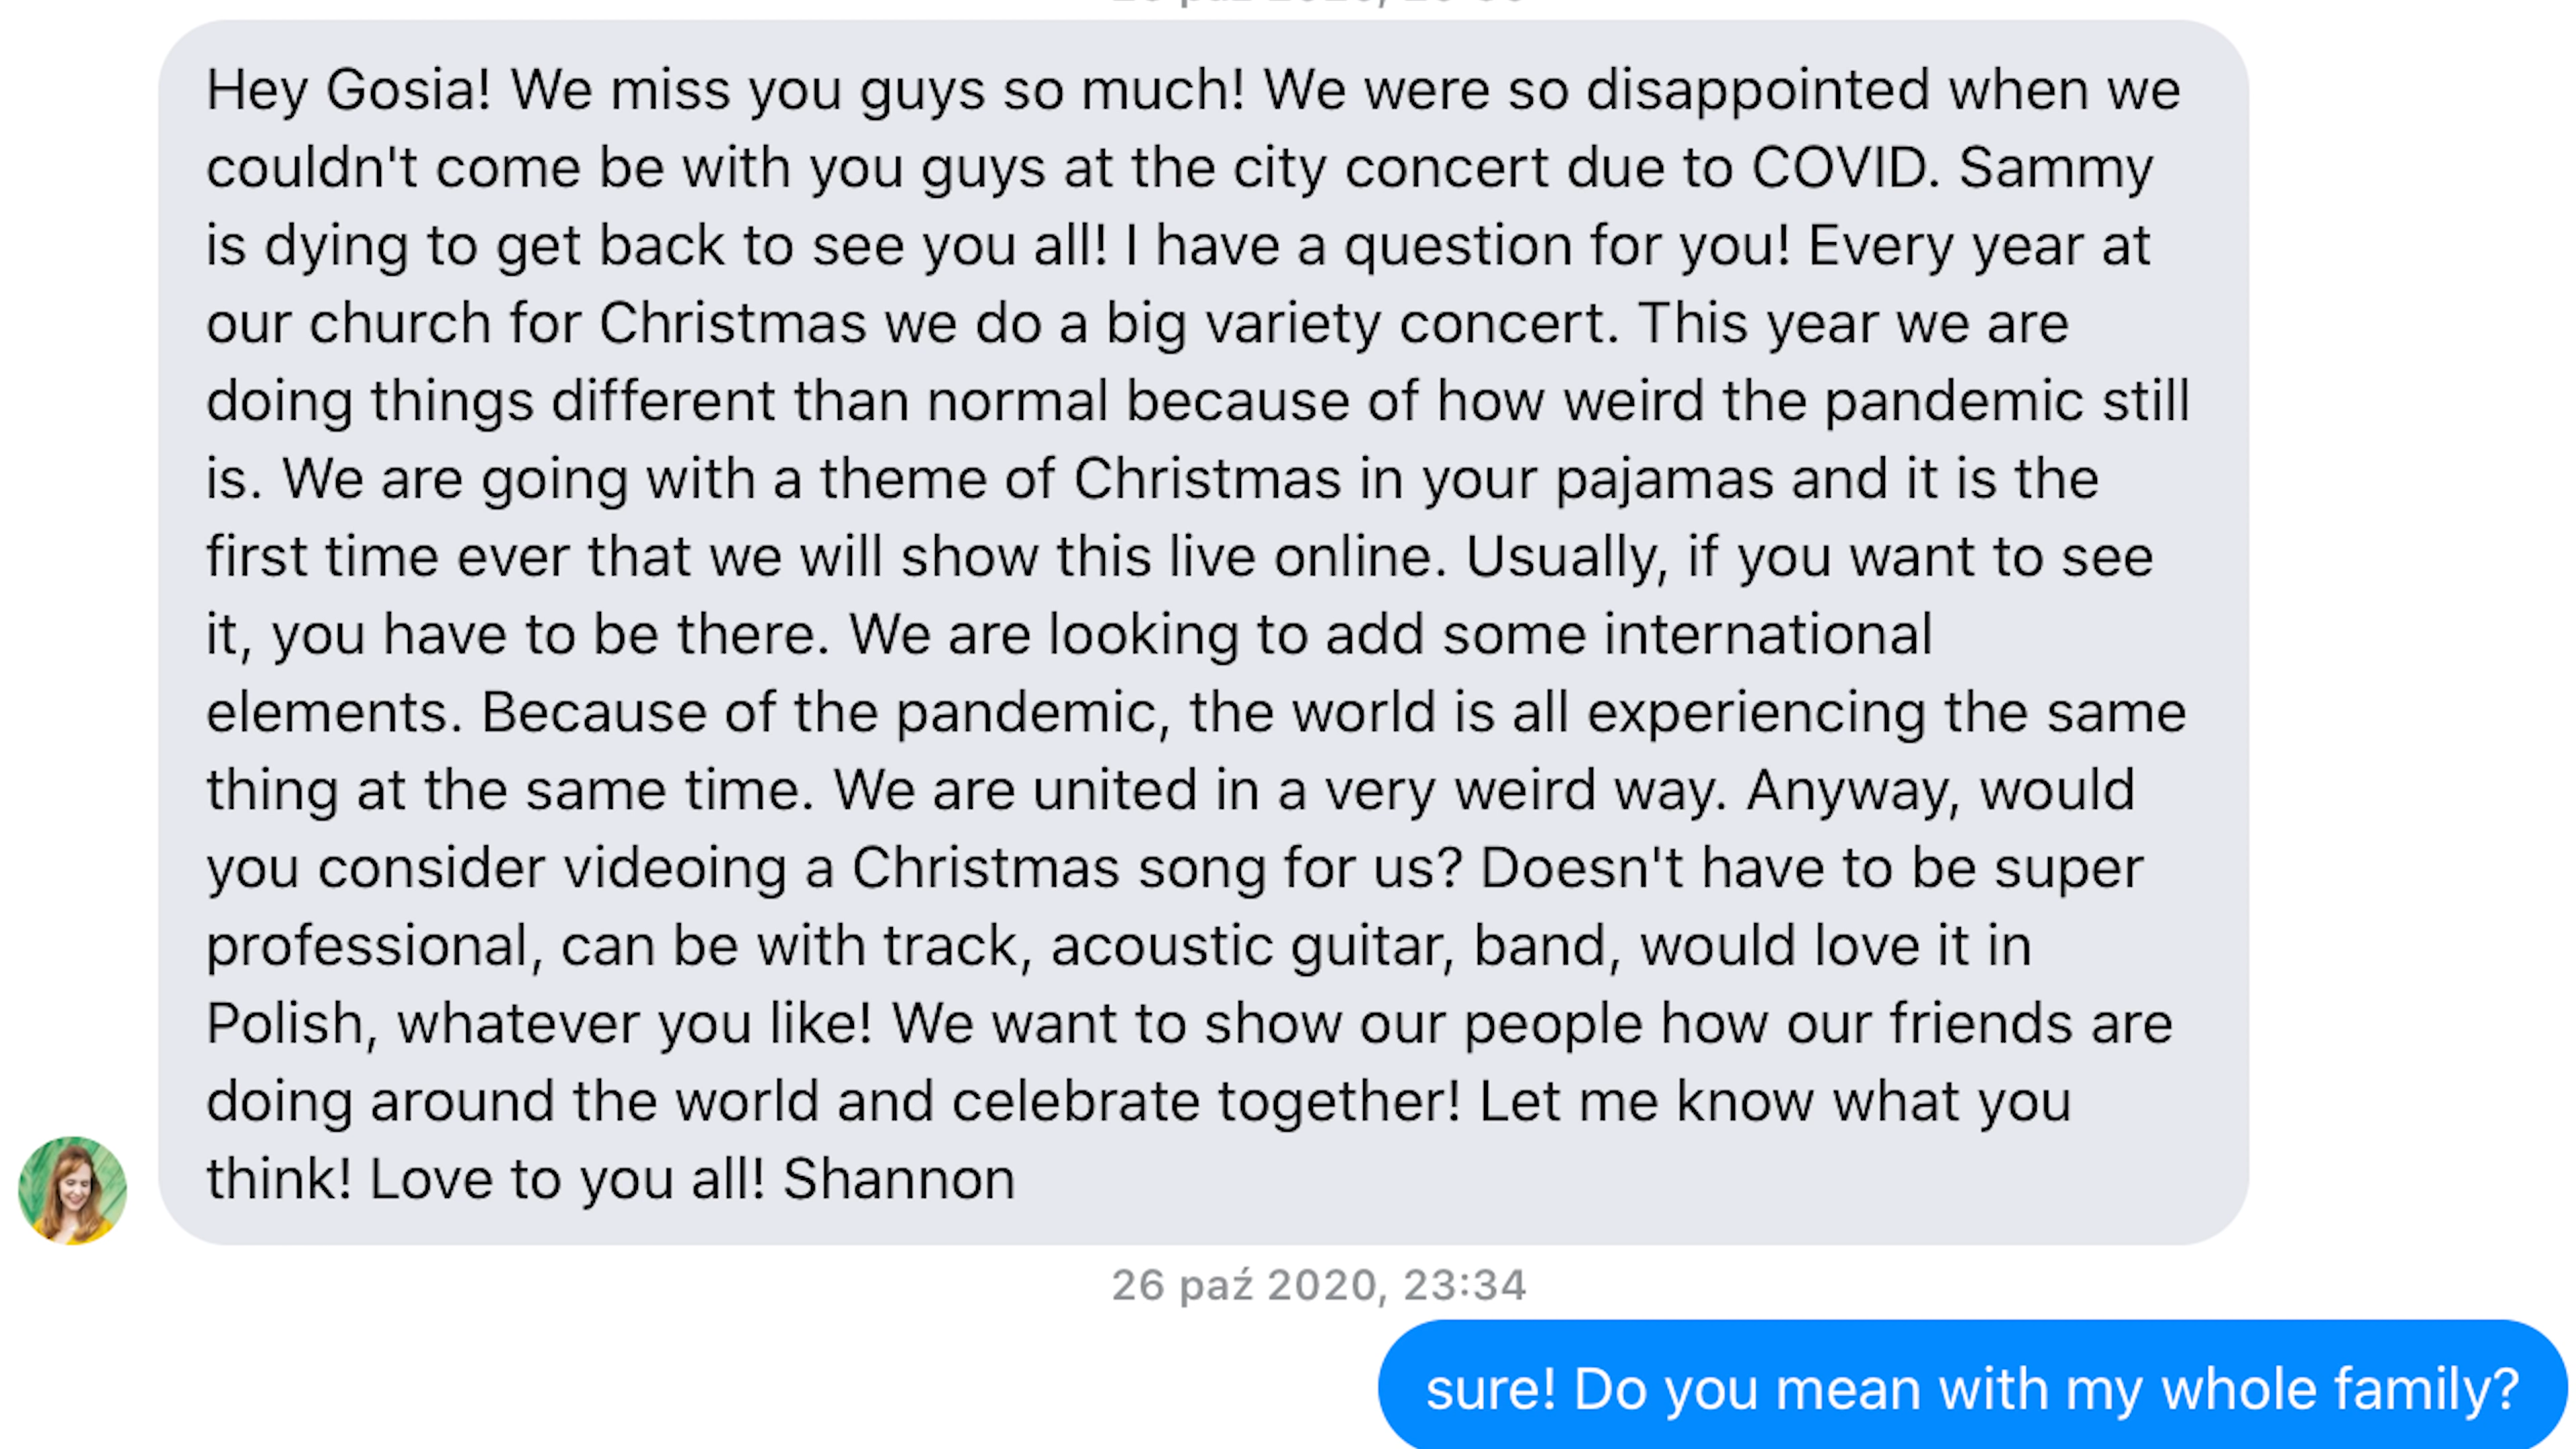 Hey Gosia! We miss you guys so much! We were so disappointed when we
couldn't come be with you guys at the city concert due to COVID. Sammy
is dying to get back to see you all! I have a question for you! Every year at
our church for Christmas we do a big variety concert. This year we are
doing things different than normal because of how weird the pandemic still
is. We are going with a theme of Christmas in your pajamas and it is the
first time ever that we will show this live online. Usually, if you want to see
it, you have to be there. We are looking to add some international
elements. Because of the pandemic, the world is all experiencing the same
thing at the same time. We are united in a very weird way. Anyway, would
you consider videoing a Christmas song for us? Doesn't have to be super
professional, can be with track, acoustic guitar, band, would love it in
Polish, whatever you like! We want to show our people how our friends are
doing around the world and celebrate together! Let me know what you
think! Love to you all! Shannon
26 paź 2020, 23:34
sure! Do you mean with my whole family?